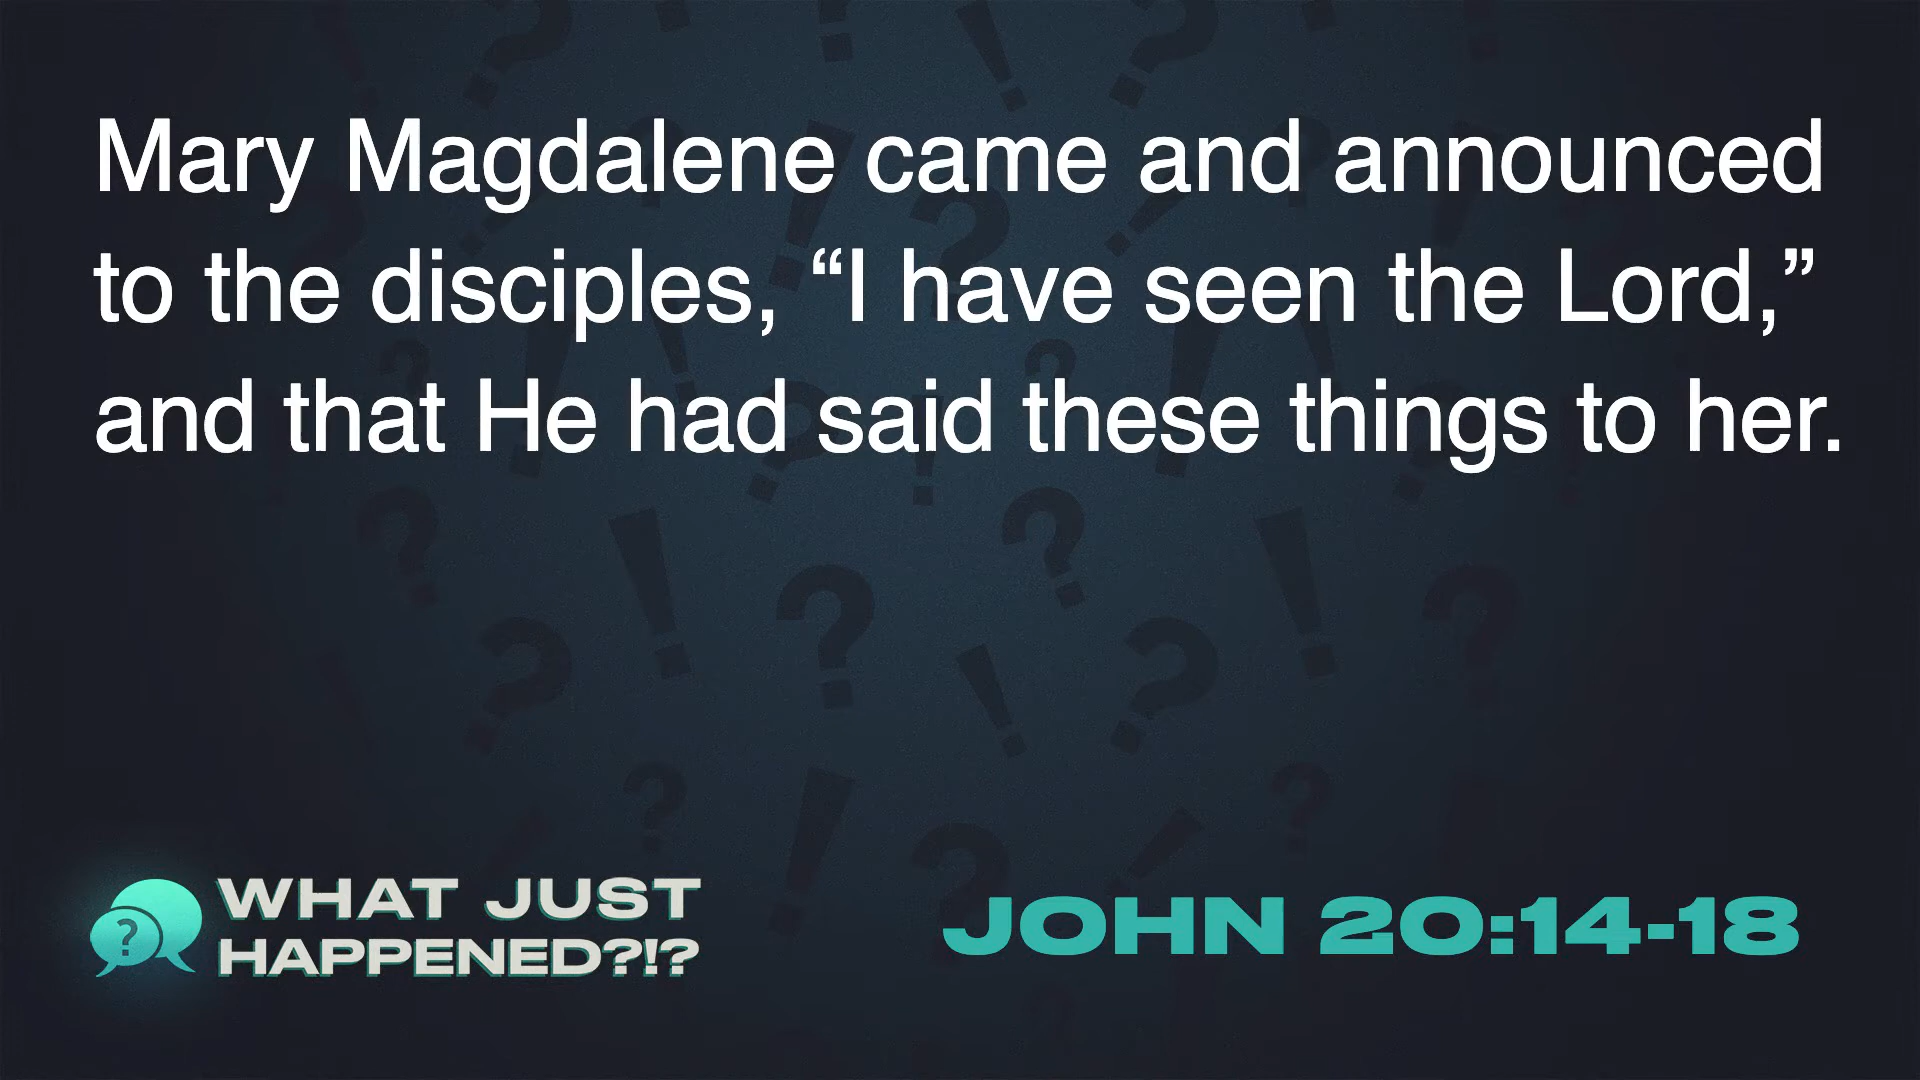 Mary Magdalene came and announced
to the disciples, “I have seen the Lord,”
and that He had said these things to her.
?
WHAT JUST
HAPPENED?!?
JOHN 20:14-18